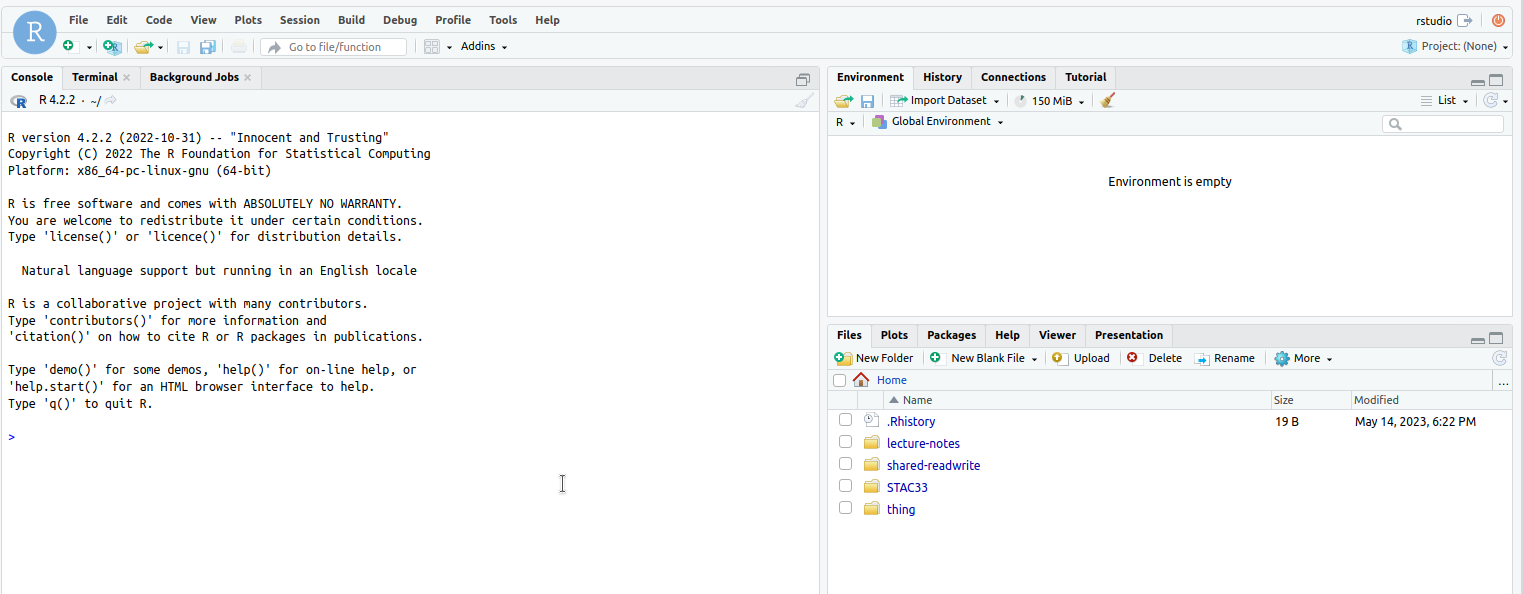 R
File Edit Code View Plots Session Build Debug Profile Tools Help
rstudio
R
Go to file/function
Addins
R
Project: (None)
Console Terminal Background Jobs
R
R 4.2.2 · ~/
R version 4.2.2 (2022-10-31) -- "Innocent and Trusting"
Copyright (C) 2022 The R Foundation for Statistical Computing
Platform: x86_64-pc-linux-gnu (64-bit)
R is free software and comes with ABSOLUTELY NO WARRANTY.
You are welcome to redistribute it under certain conditions.
Type 'license()' or 'licence()' for distribution details.
Natural language support but running in an English locale
R is a collaborative project with many contributors.
Type 'contributors()' for more information and
'citation()' on how to cite R or R packages in publications.
Type 'demo()' for some demos, 'help()' for on-line help, or
'help.start()' for an HTML browser interface to help.
Type 'q()' to quit R.
>
Environment History Connections Tutorial
Import Dataset 150 MiB List
R Global Environment
Environment is empty
Files Plots Packages Help Viewer Presentation
New Folder New Blank File Upload Delete Rename More
Home ...
Name Size Modified
.Rhistory 19 B May 14, 2023, 6:22 PM
lecture-notes
shared-readwrite
STAC33
thing